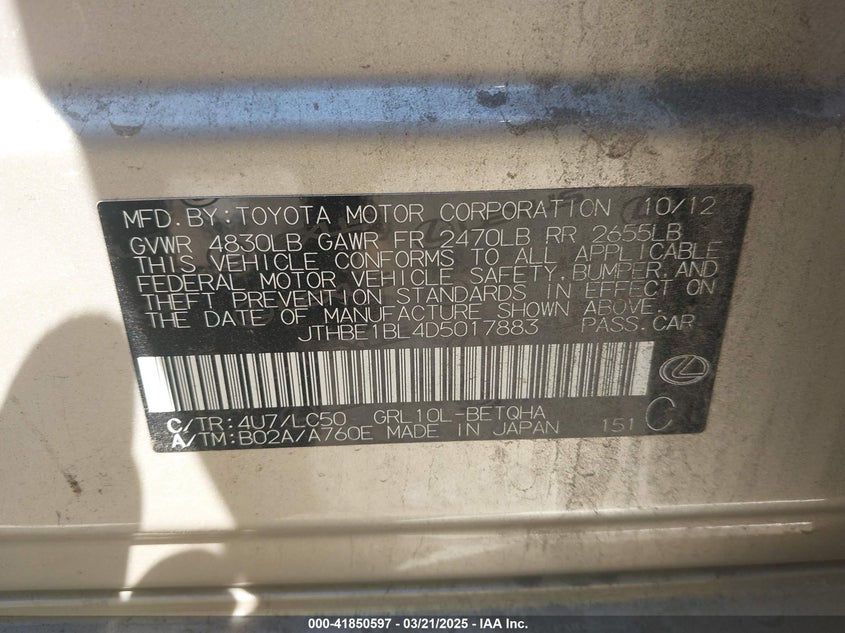 MFD. BY: TOYOTA MOTOR CORPORATION 10/12
GVWR 4830LB GAWR FR 2470LB RR 2655LB
THIS VEHICLE CONFORMS TO ALL APPLICABLE
FEDERAL MOTOR VEHICLE SAFETY, BUMPER, AND
THEFT PREVENTION STANDARDS IN EFFECT ON
THE DATE OF MANUFACTURE SHOWN ABOVE.
JTHBE1BL4D5017883 PASS. CAR
C/TR: 4U7/LC50 GRL10L-BETQHA
A/TM: B02A/A760E MADE IN JAPAN 151 C
000-41850597 — 03/21/2025 — IAA Inc.